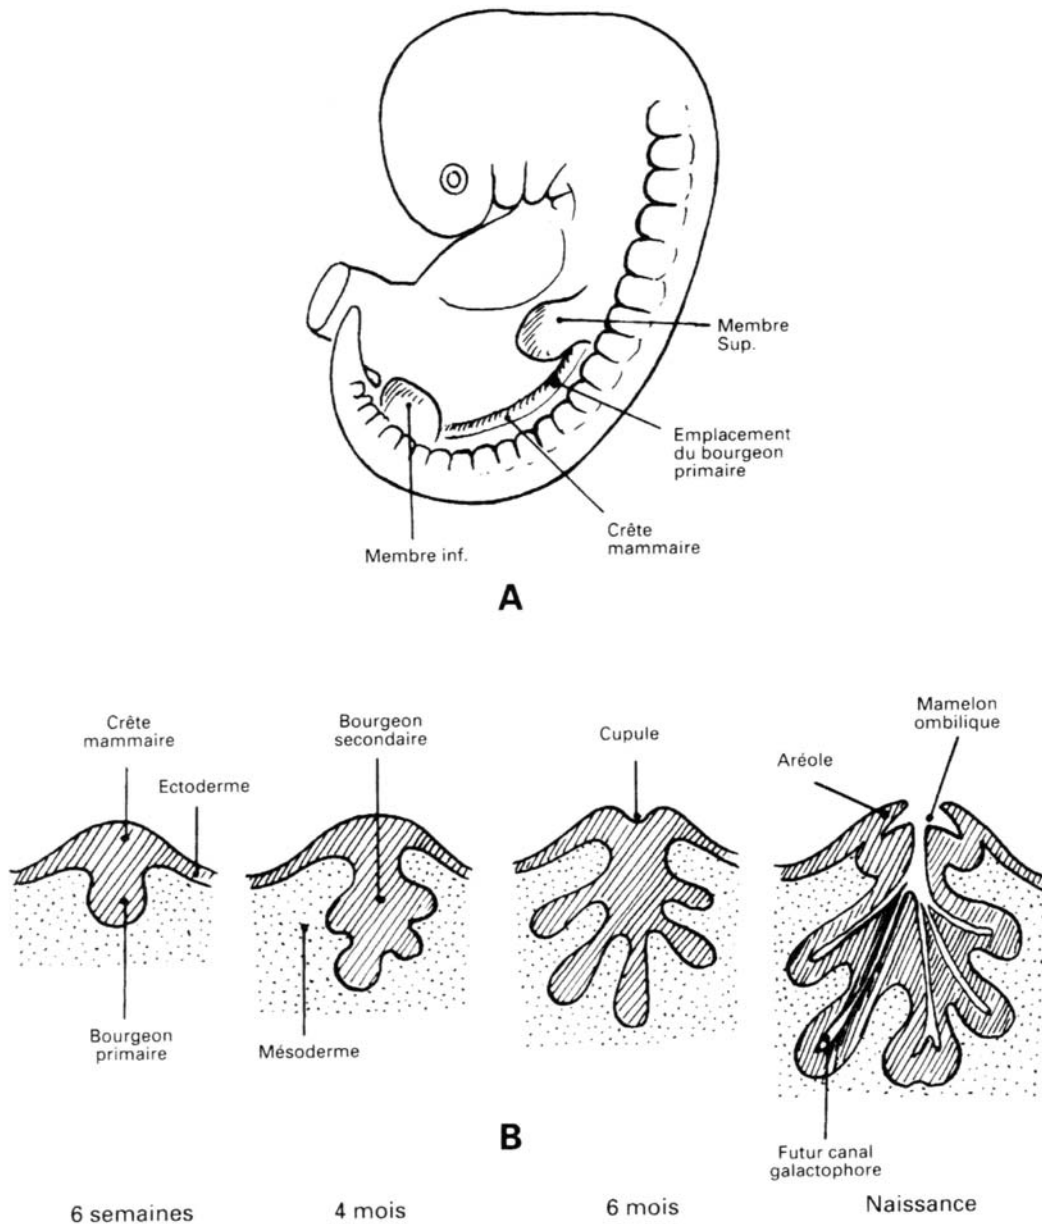 Membre
Sup.
Emplacement
du bourgeon
primaire
Crête
mammaire
Membre inf.
A
Crête
mammaire
Ectoderme
Bourgeon
secondaire
Cupule
Mamelon
ombilique
Aréole
Bourgeon
primaire
Mésoderme
Futur canal
galactophore
B
6 semaines
4 mois
6 mois
Naissance